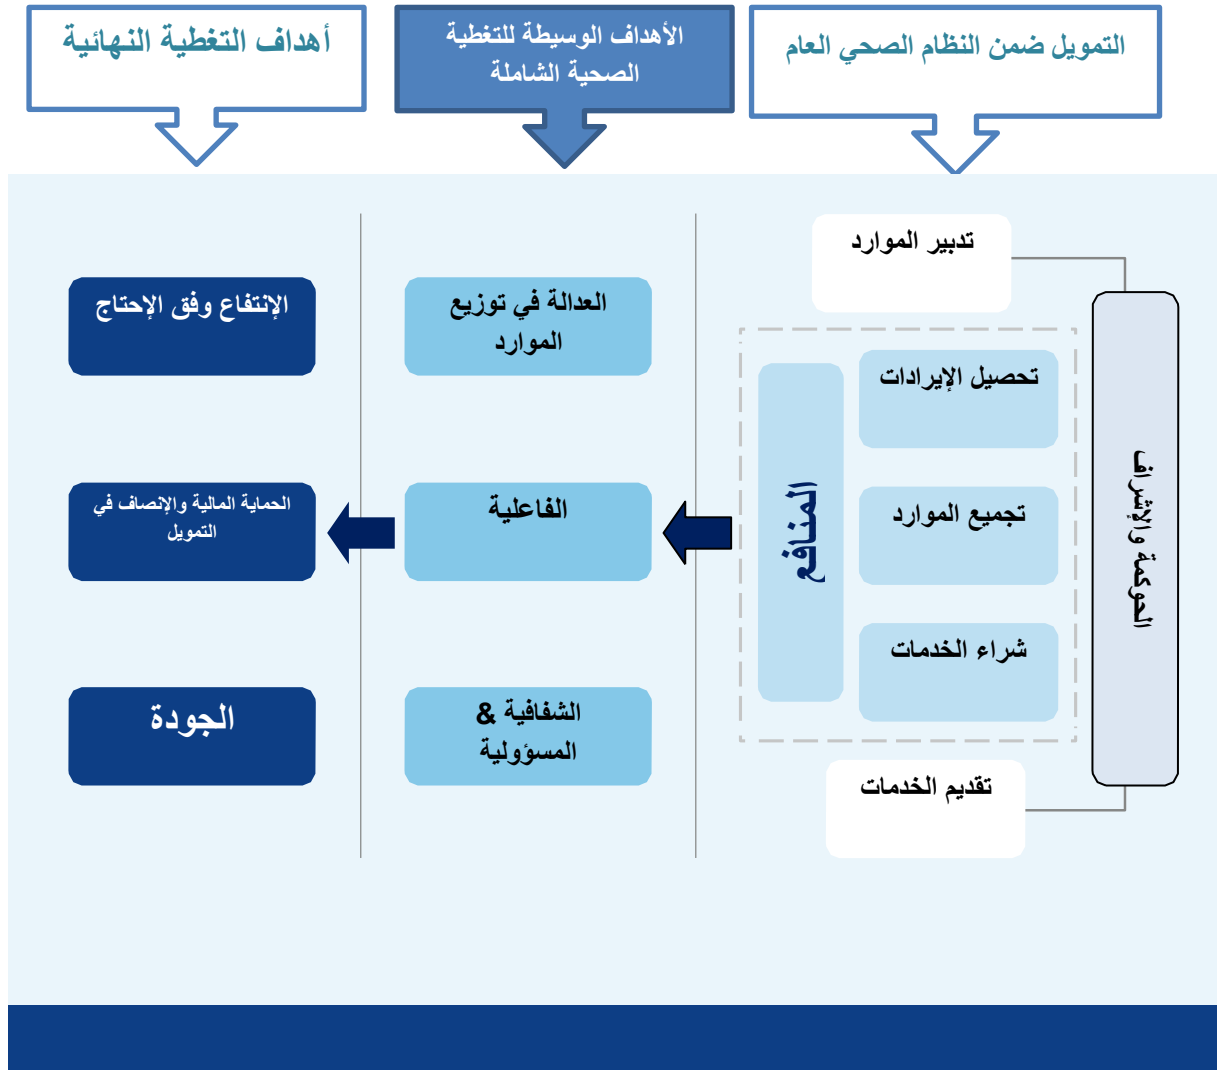 التمويل ضمن النظام الصحي العام
الأهداف الوسيطة للتغطية
الصحية الشاملة
أهداف التغطية النهائية
تدبير الموارد
تحصيل الإيرادات
تجميع الموارد
شراء الخدمات
المنافع
تقديم الخدمات
الحوكمة والإشراف
العدالة في توزيع
الموارد
الفاعلية
الشفافية &
المسؤولية
الإنتفاع وفق الإحتاج
الحماية المالية والإنصاف في
التمويل
الجودة